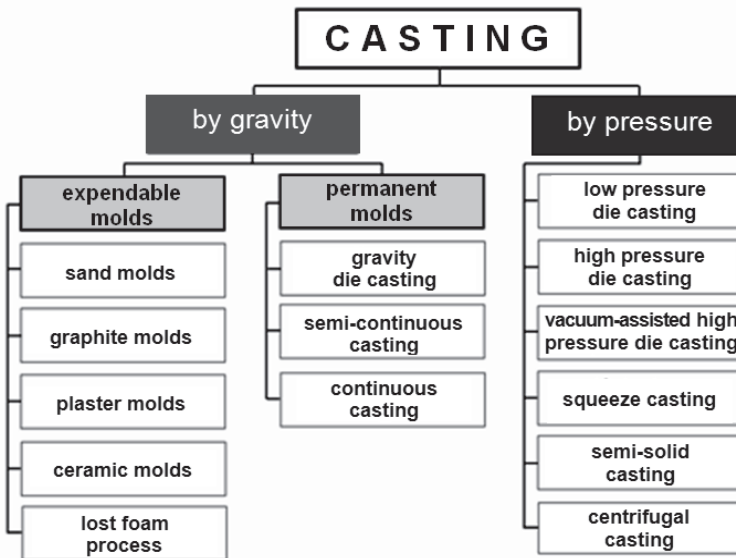 CASTING
by gravity
by pressure
expendable
molds
sand molds
graphite molds
plaster molds
ceramic molds
lost foam
process
permanent
molds
gravity
die casting
semi-continuous
casting
continuous
casting
low pressure
die casting
high pressure
die casting
vacuum-assisted high
pressure die casting
squeeze casting
semi-solid
casting
centrifugal
casting